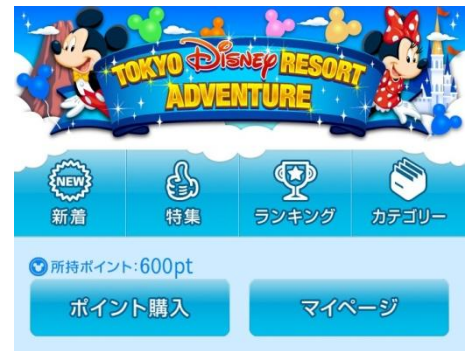 TOKYO Disney RESORT
ADVENTURE
NEW
新着
特集
ランキング
カテゴリー
所持ポイント:600pt
ポイント購入
マイページ